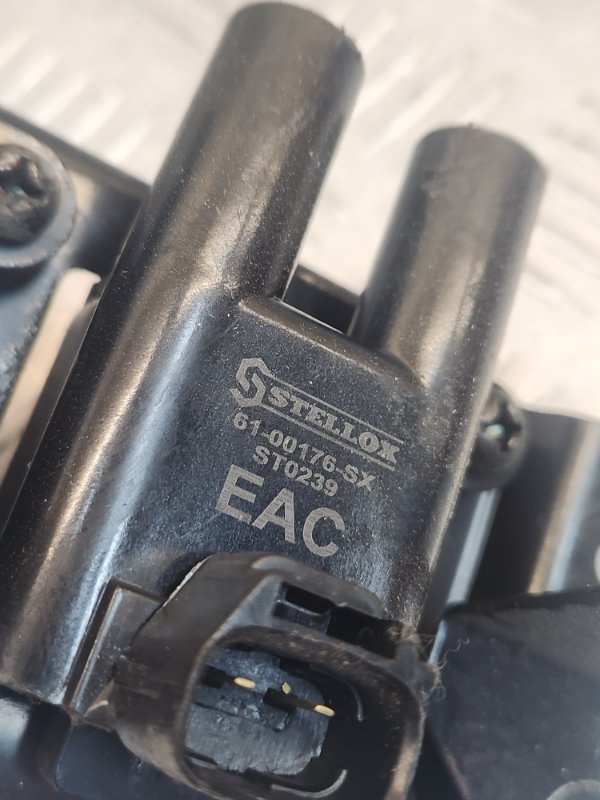 STELLOX
61-00176-SX
ST0239
EAC